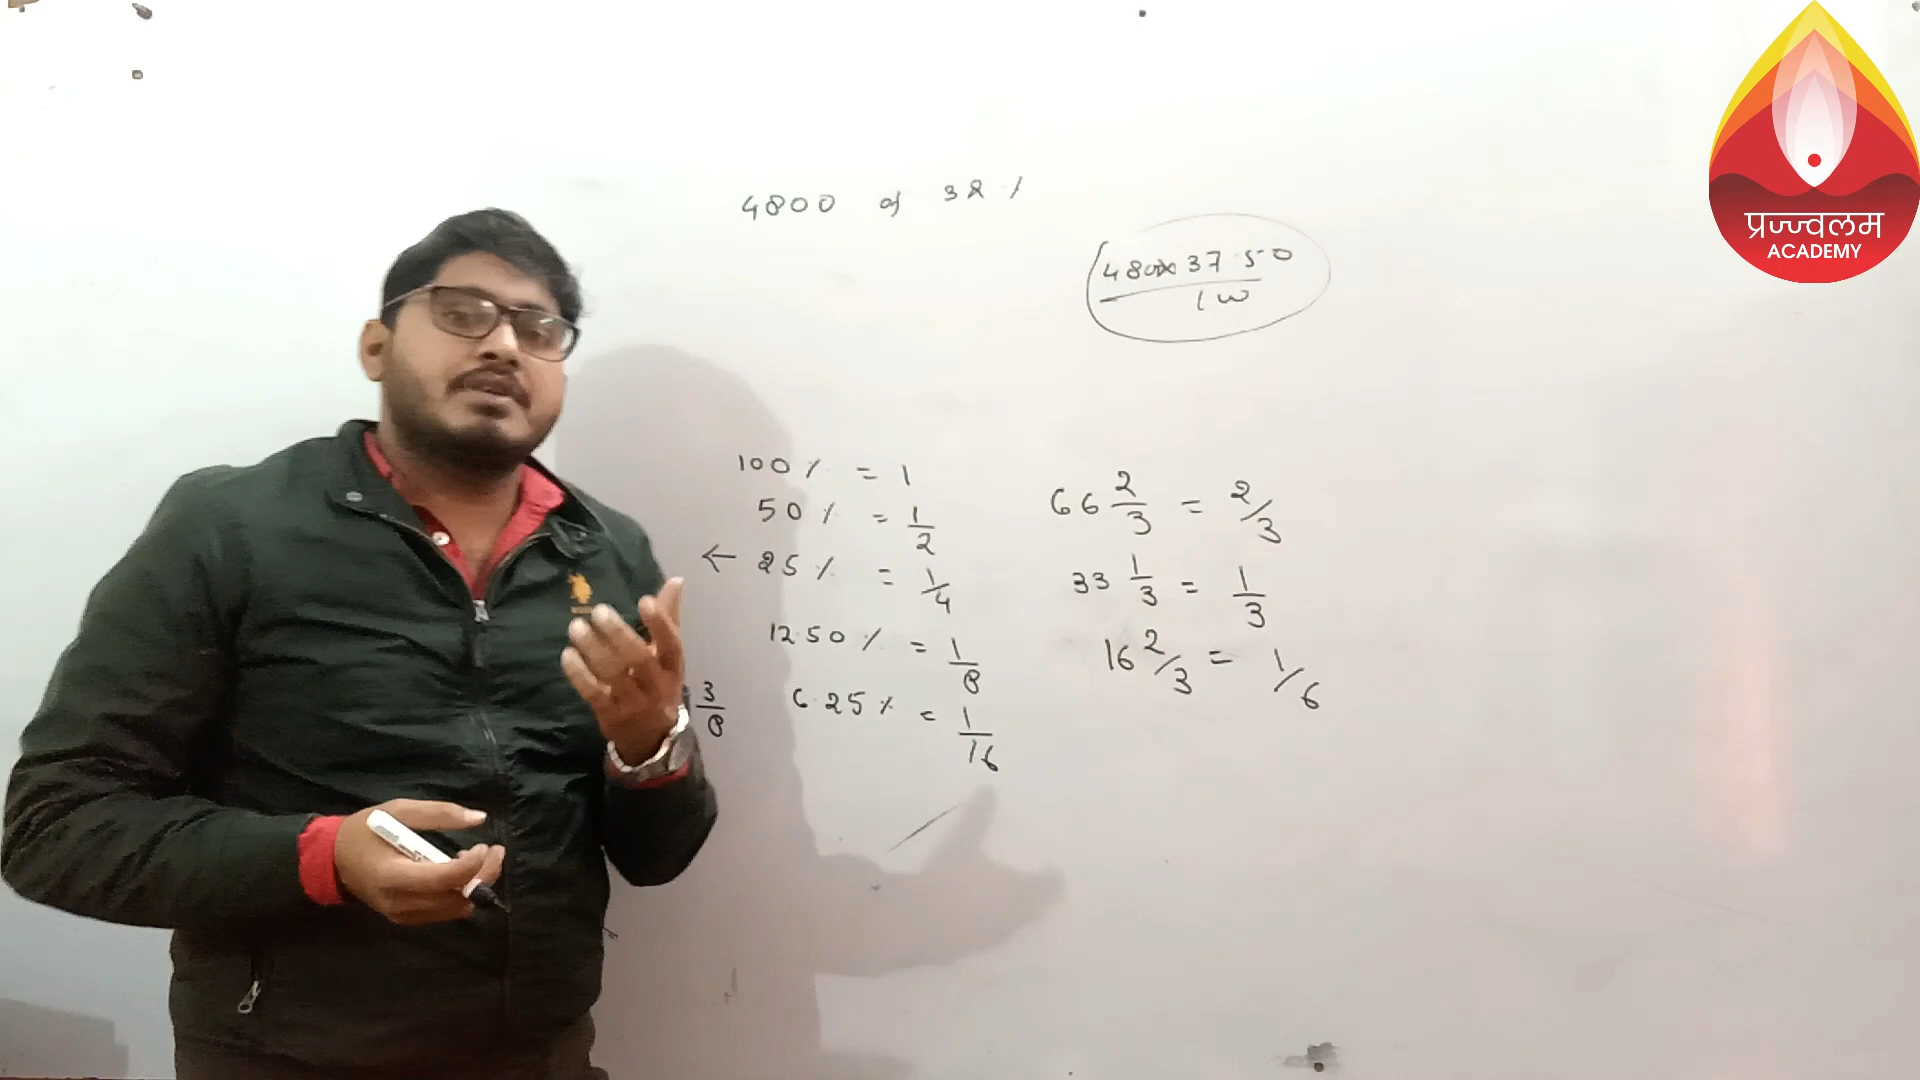 4800 of 32 %
4800 x 37.50
100
100 % = 1
50 % = 1/2
← 25 % = 1/4
12.50 % = 1/8
3/8
6.25 % = 1/16
66 2/3 = 2/3
33 1/3 = 1/3
16 2/3 = 1/6
प्रज्ज्वलम
ACADEMY